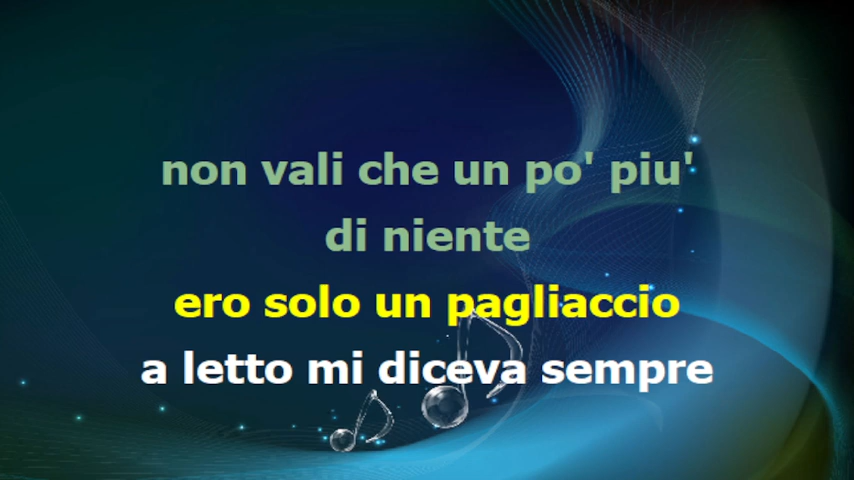 non vali che un po' piu'
di niente
ero solo un pagliaccio
a letto mi diceva sempre